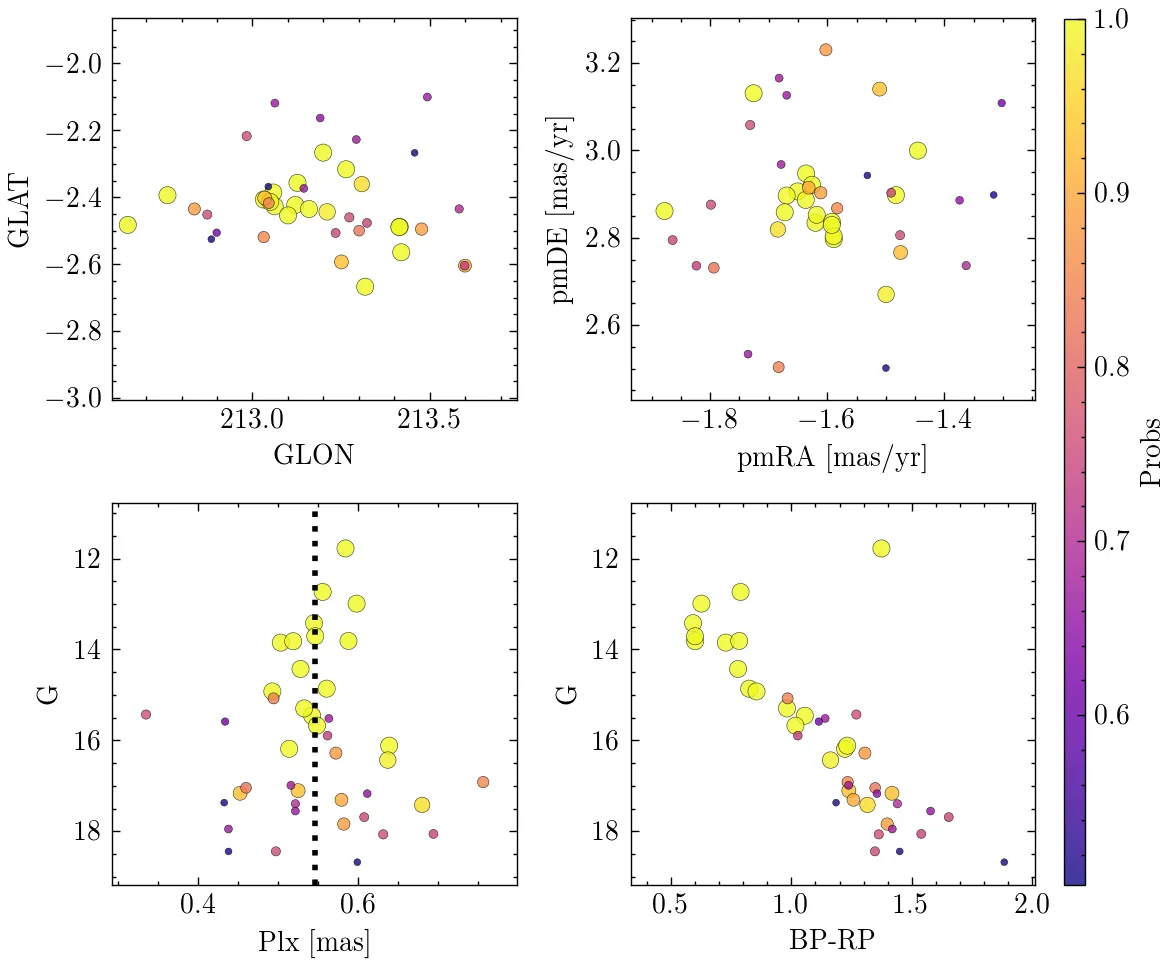 −2.0
−2.2
−2.4
−2.6
−2.8
−3.0
GLAT
213.0 213.5
GLON
3.2
3.0
2.8
2.6
pmDE [mas/yr]
−1.8 −1.6 −1.4
pmRA [mas/yr]
1.0
0.9
0.8
0.7
0.6
Probs
12
14
16
18
G
0.4 0.6
Plx [mas]
12
14
16
18
G
0.5 1.0 1.5 2.0
BP-RP